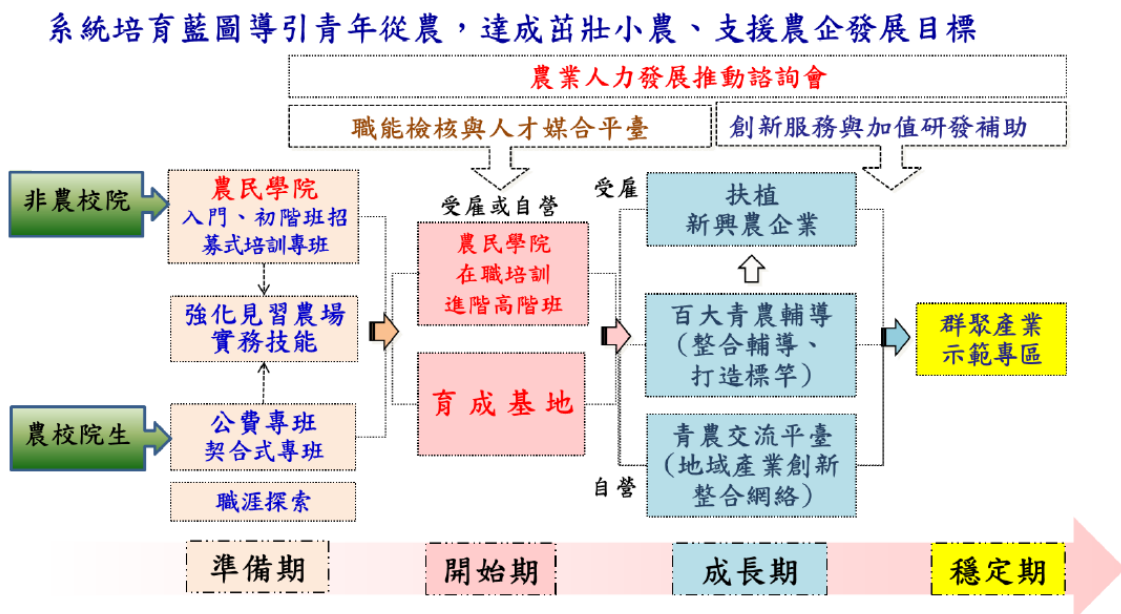 系統培育藍圖導引青年從農，達成茁壯小農、支援農企發展目標
農業人力發展推動諮詢會
職能檢核與人才媒合平臺
創新服務與加值研發補助
非農校院
農民學院
入門、初階班招
募式培訓專班
強化見習農場
實務技能
農校院生
公費專班
契合式專班
職涯探索
受雇或自營
農民學院
在職培訓
進階高階班
育成基地
受雇
扶植
新興農企業
百大青農輔導
（整合輔導、
打造標竿）
青農交流平臺
(地域產業創新
整合網絡）
自營
群聚產業
示範專區
準備期
開始期
成長期
穩定期